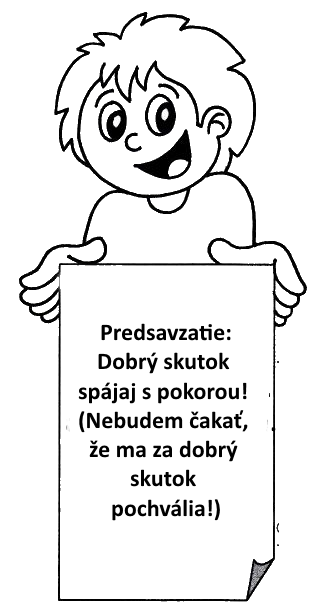 Predsavzatie:
Dobrý skutok
spájaj s pokorou!
(Nebudem čakať,
že ma za dobrý
skutok
pochvália!)